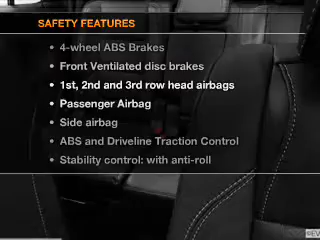 SAFETY FEATURES
• 4-wheel ABS Brakes
• Front Ventilated disc brakes
• 1st, 2nd and 3rd row head airbags
• Passenger Airbag
• Side airbag
• ABS and Driveline Traction Control
• Stability control: with anti-roll